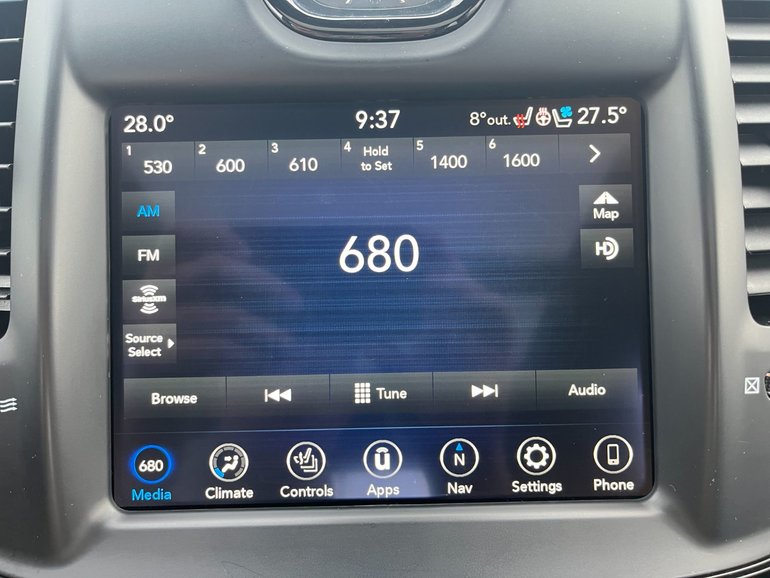 28.0° 9:37 8°out. 27.5°
1 530 2 600 3 610 4 Hold to Set 5 1400 6 1600
AM
Map
680
FM
HD
SiriusXM
Source
Select
Browse Tune Audio
680 U N
Media Climate Controls Apps Nav Settings Phone